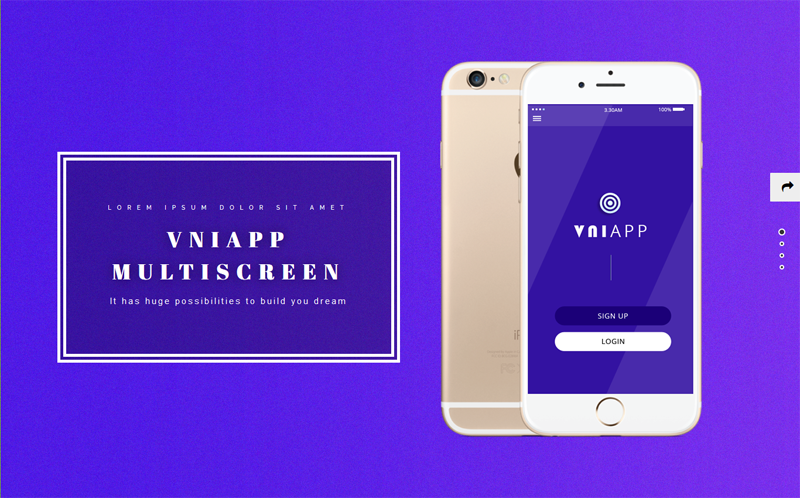 LOREM IPSUM DOLOR SIT AMET
VNIAPP
MULTISCREEN
It has huge possibilities to build you dream
3.30AM
100%
VNIAPP
SIGN UP
LOGIN